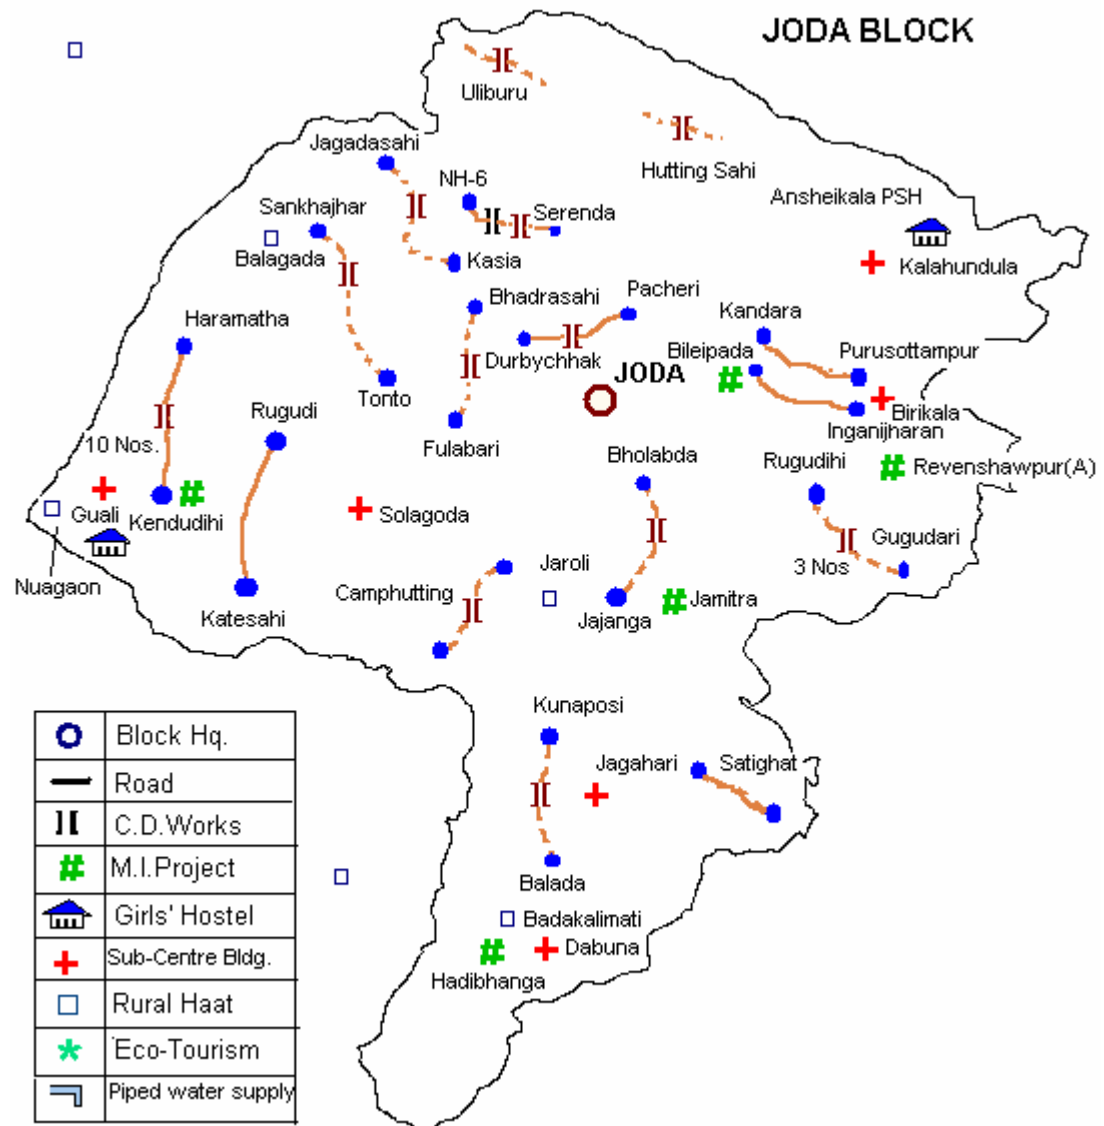 JODA BLOCK
Uliburu
Jagadasahi
Hutting Sahi
NH-6
Ansheikala PSH
Sankhajhar
Serenda
Balagada
Kasia
Kalahundula
Bhadrasahi
Pacheri
Haramatha
Kandara
Durbychhak
Bileipada
Purusottampur
JODA
Tonto
Rugudi
Birikala
Inganijharan
10 Nos.
Fulabari
Bholabda
Rugudihi
Revenshawpur(A)
Guali
Kendudihi
Solagoda
Gugudari
Nuagaon
Jaroli
3 Nos
Camphutting
Jamitra
Katesahi
Jajanga
Kunaposi
Jagahari
Satighat
Balada
Badakalimati
Dabuna
Hadibhanga
Block Hq.
Road
C.D.Works
M.I.Project
Girls' Hostel
Sub-Centre Bldg.
Rural Haat
Eco-Tourism
Piped water supply